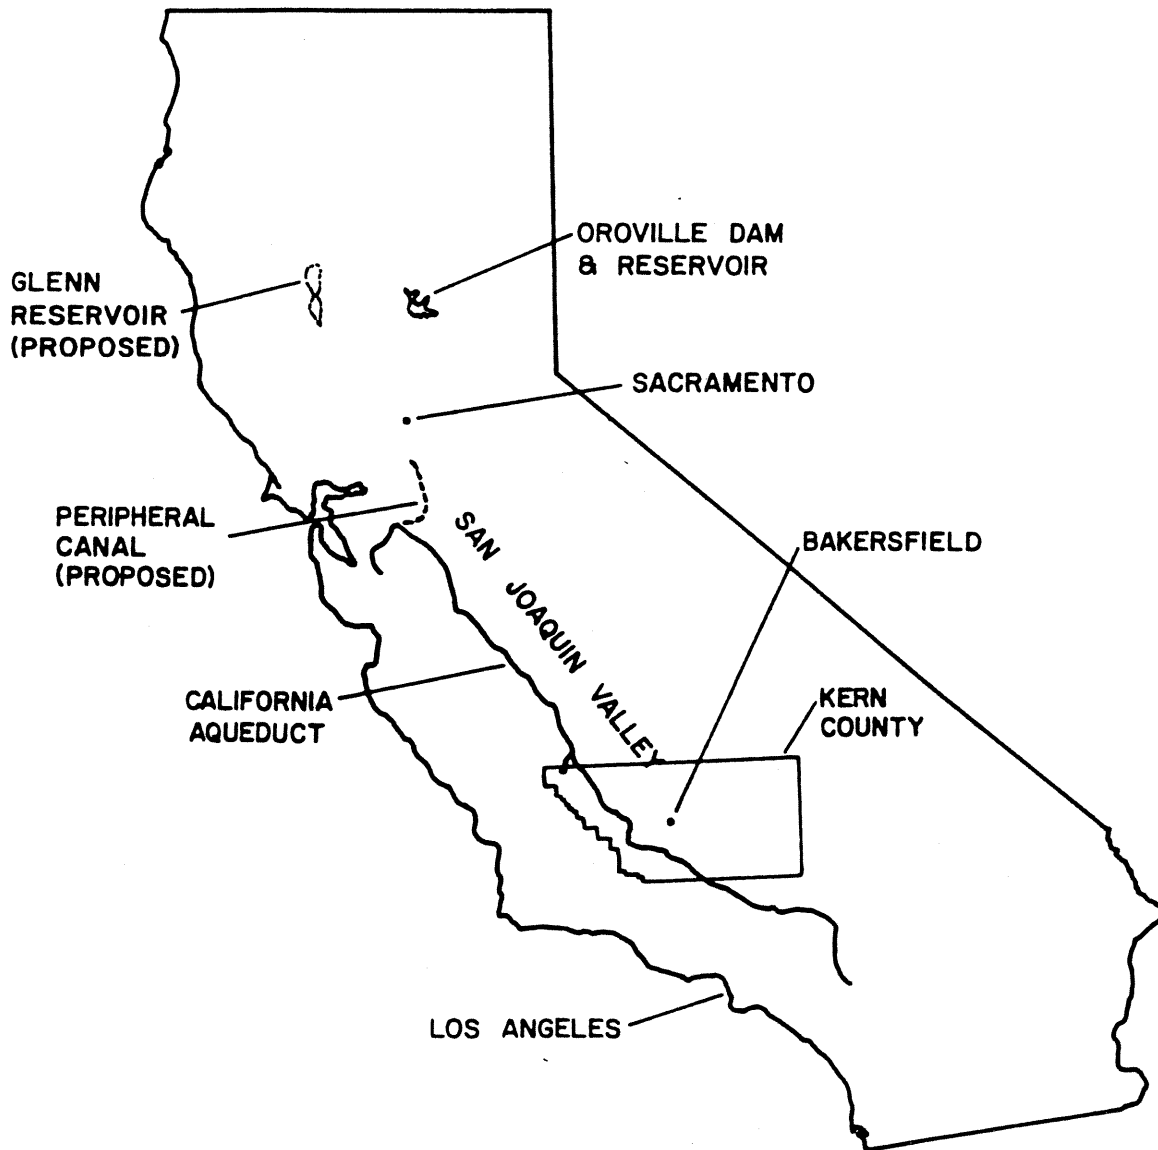 OROVILLE DAM
& RESERVOIR
GLENN
RESERVOIR
(PROPOSED)
SACRAMENTO
PERIPHERAL
CANAL
(PROPOSED)
SAN JOAQUIN VALLEY
BAKERSFIELD
CALIFORNIA
AQUEDUCT
KERN
COUNTY
LOS ANGELES